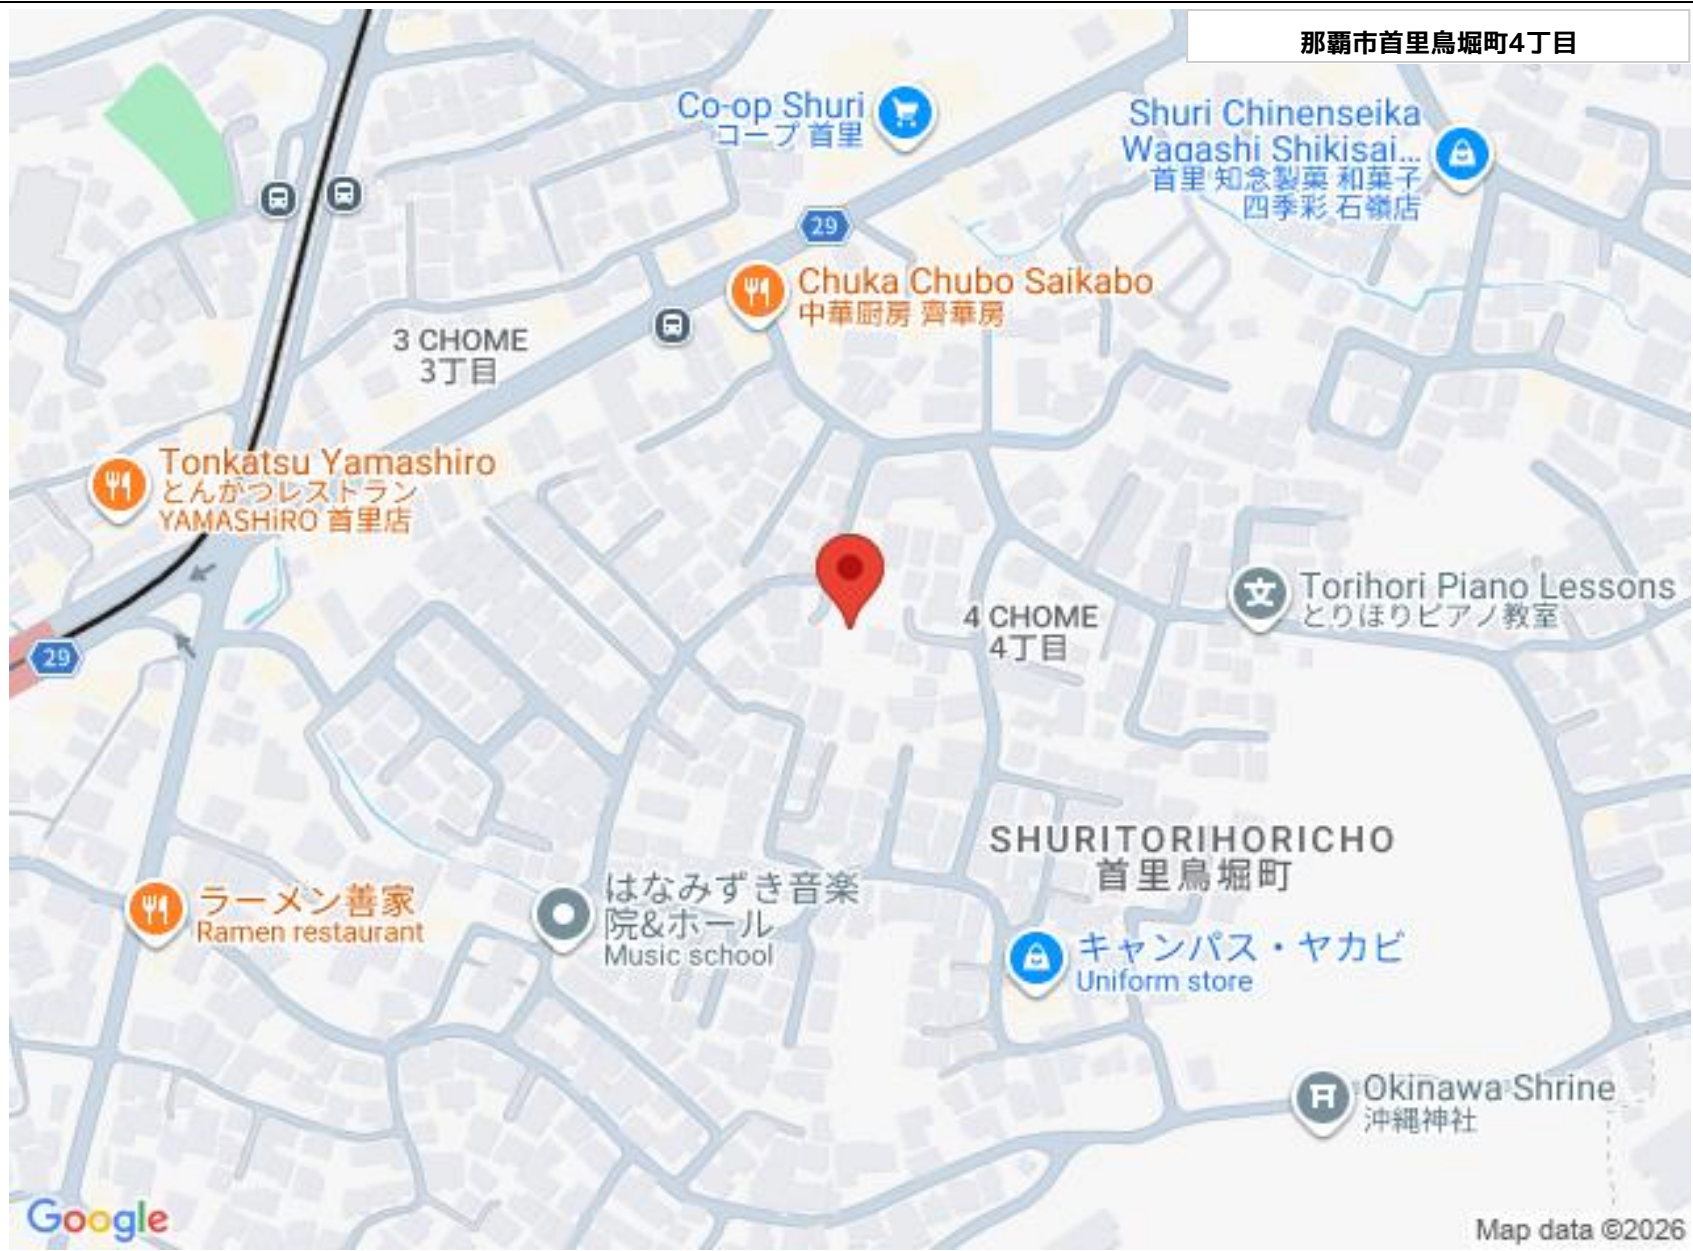 那覇市首里鳥堀町4丁目
Co-op Shuri
コープ 首里
Shuri Chinenseika
Wagashi Shikisai...
首里 知念製菓 和菓子
四季彩 石嶺店
29
Chuka Chubo Saikabo
中華厨房 齊華房
3 CHOME
3丁目
Tonkatsu Yamashiro
とんかつレストラン
YAMASHiRO 首里店
文
Torihori Piano Lessons
とりほりピアノ教室
4 CHOME
4丁目
29
SHURITORIHORICHO
首里鳥堀町
ラーメン善家
Ramen restaurant
はなみずき音楽
院&ホール
Music school
キャンパス・ヤカビ
Uniform store
Okinawa Shrine
沖縄神社
Google
Map data ©2026